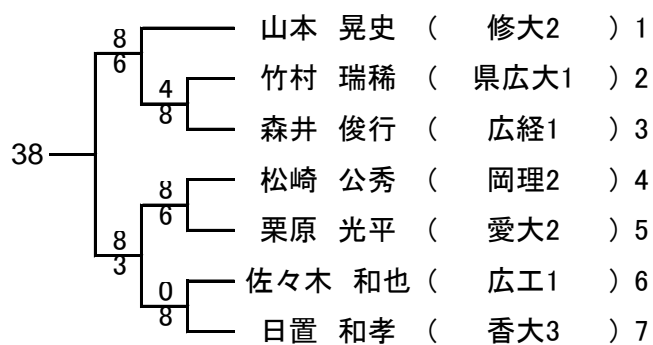 8
山本 晃史 ( 修大2 ) 1
6
4
竹村 瑞稀 ( 県広大1 ) 2
8
森井 俊行 ( 広経1 ) 3
38
8
松崎 公秀 ( 岡理2 ) 4
6
栗原 光平 ( 愛大2 ) 5
8
3
0
佐々木 和也 ( 広工1 ) 6
8
日置 和孝 ( 香大3 ) 7